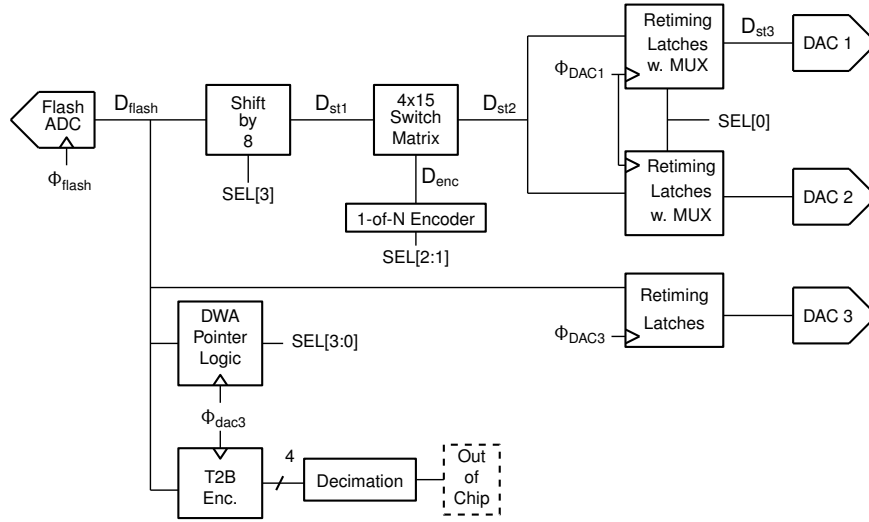 Flash
ADC
Φflash
Dflash
Shift
by
8
SEL[3]
Dst1
4x15
Switch
Matrix
Denc
1-of-N Encoder
SEL[2:1]
Dst2
Retiming
Latches
w. MUX
ΦDAC1
Dst3
DAC 1
SEL[0]
Retiming
Latches
w. MUX
DAC 2
Retiming
Latches
ΦDAC3
DAC 3
DWA
Pointer
Logic
SEL[3:0]
Φdac3
T2B
Enc.
4
Decimation
Out
of
Chip